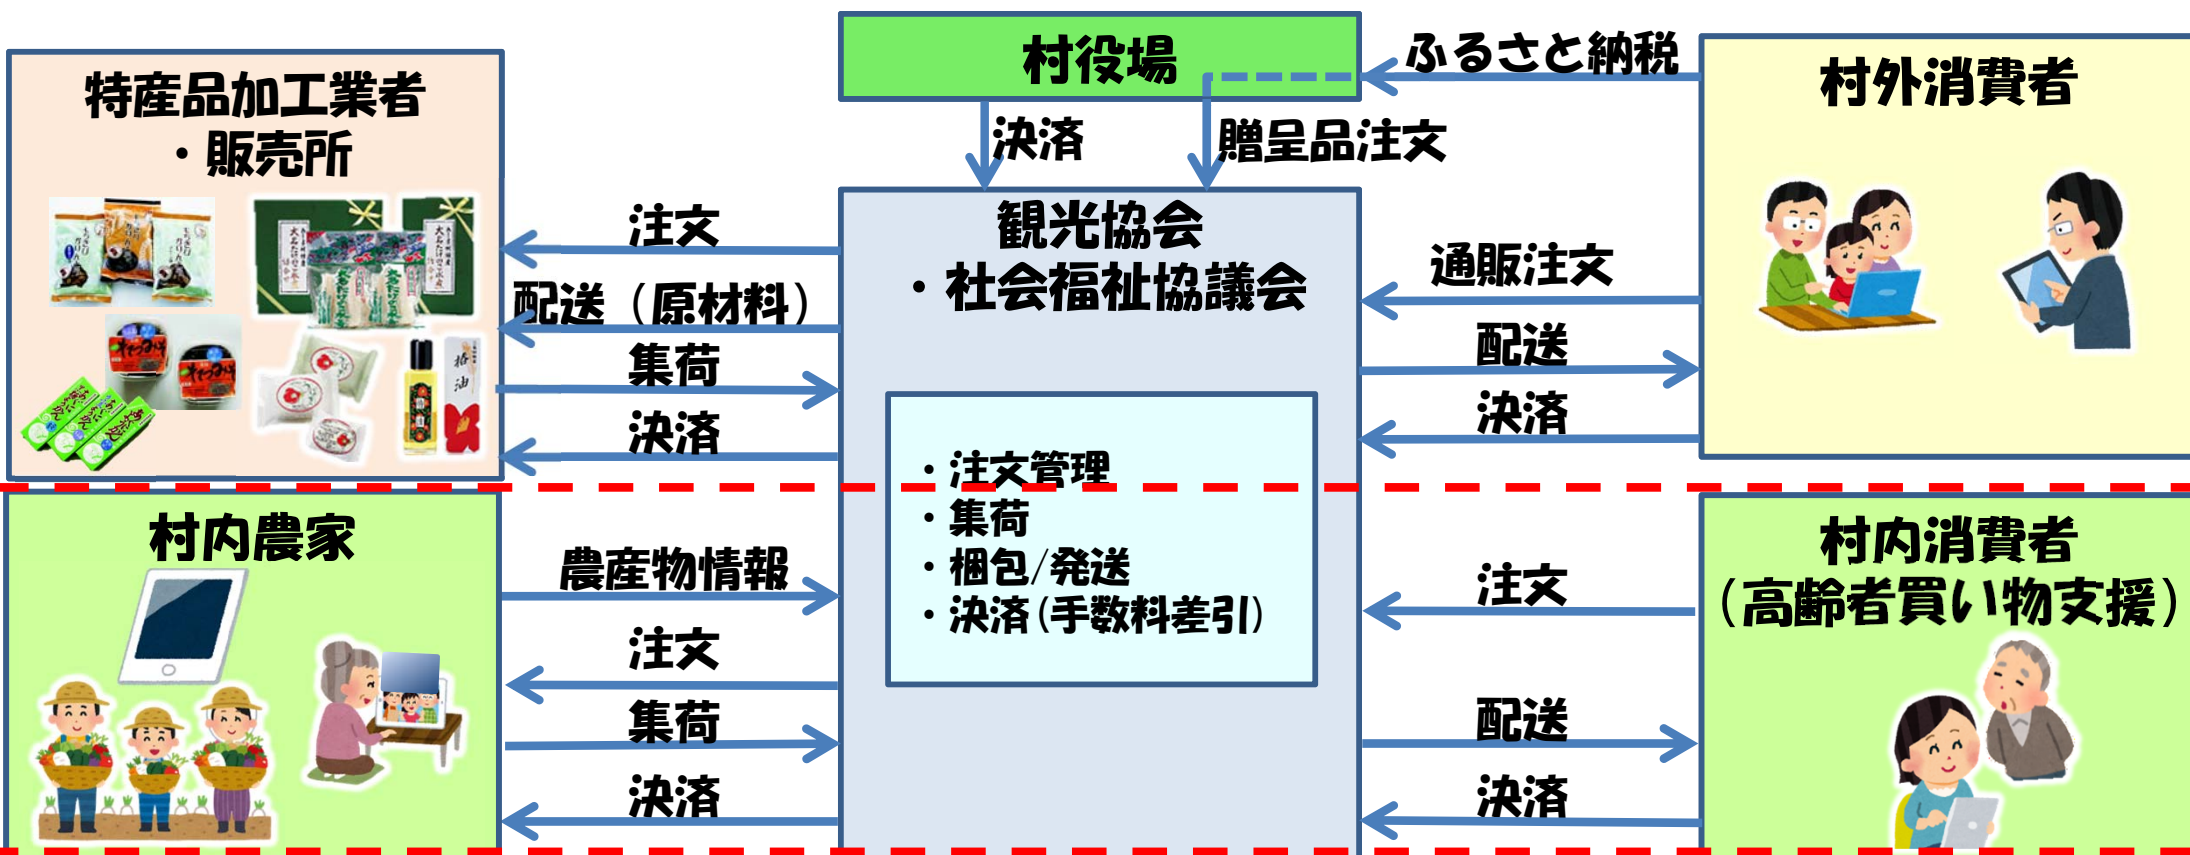 村役場
ふるさと納税
特産品加工業者
・販売所
村外消費者
決済
贈呈品注文
観光協会
・社会福祉協議会
注文
配送（原材料）
集荷
決済
通販注文
配送
決済
・注文管理
・集荷
・梱包/発送
・決済(手数料差引)
村内農家
農産物情報
注文
集荷
決済
村内消費者
（高齢者買い物支援）
注文
配送
決済
椿油